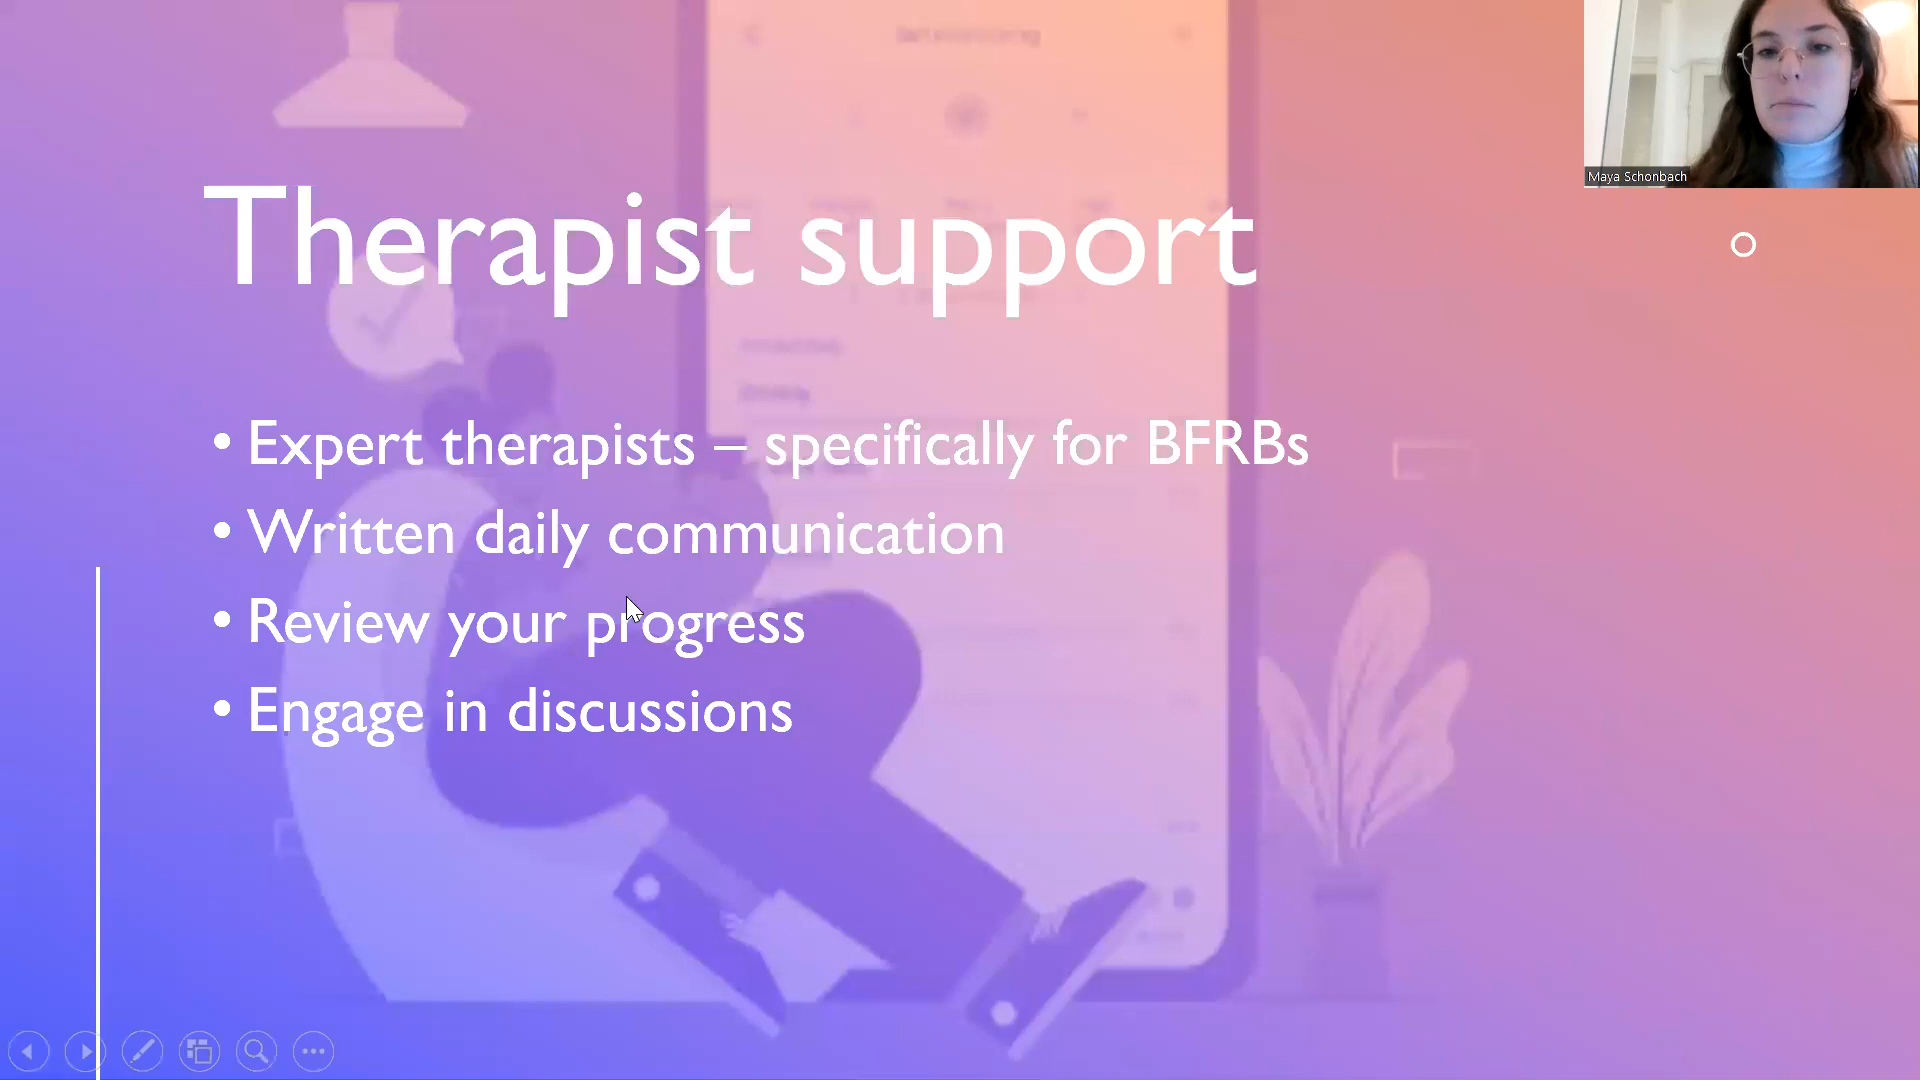 Maya Schonbach
Therapist support
• Expert therapists – specifically for BFRBs
• Written daily communication
• Review your progress
• Engage in discussions